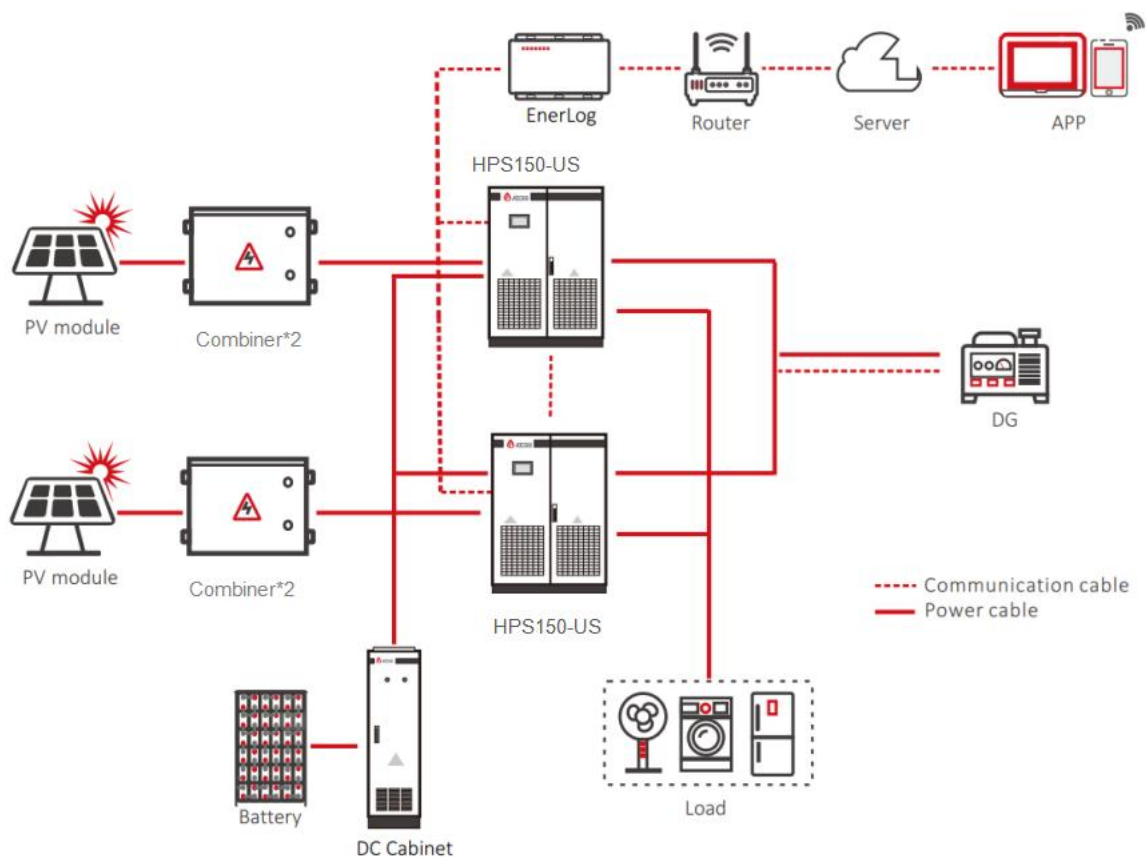 EnerLog
Router
Server
APP
HPS150-US
PV module
Combiner*2
DG
PV module
Combiner*2
HPS150-US
Communication cable
Power cable
Battery
DC Cabinet
Load